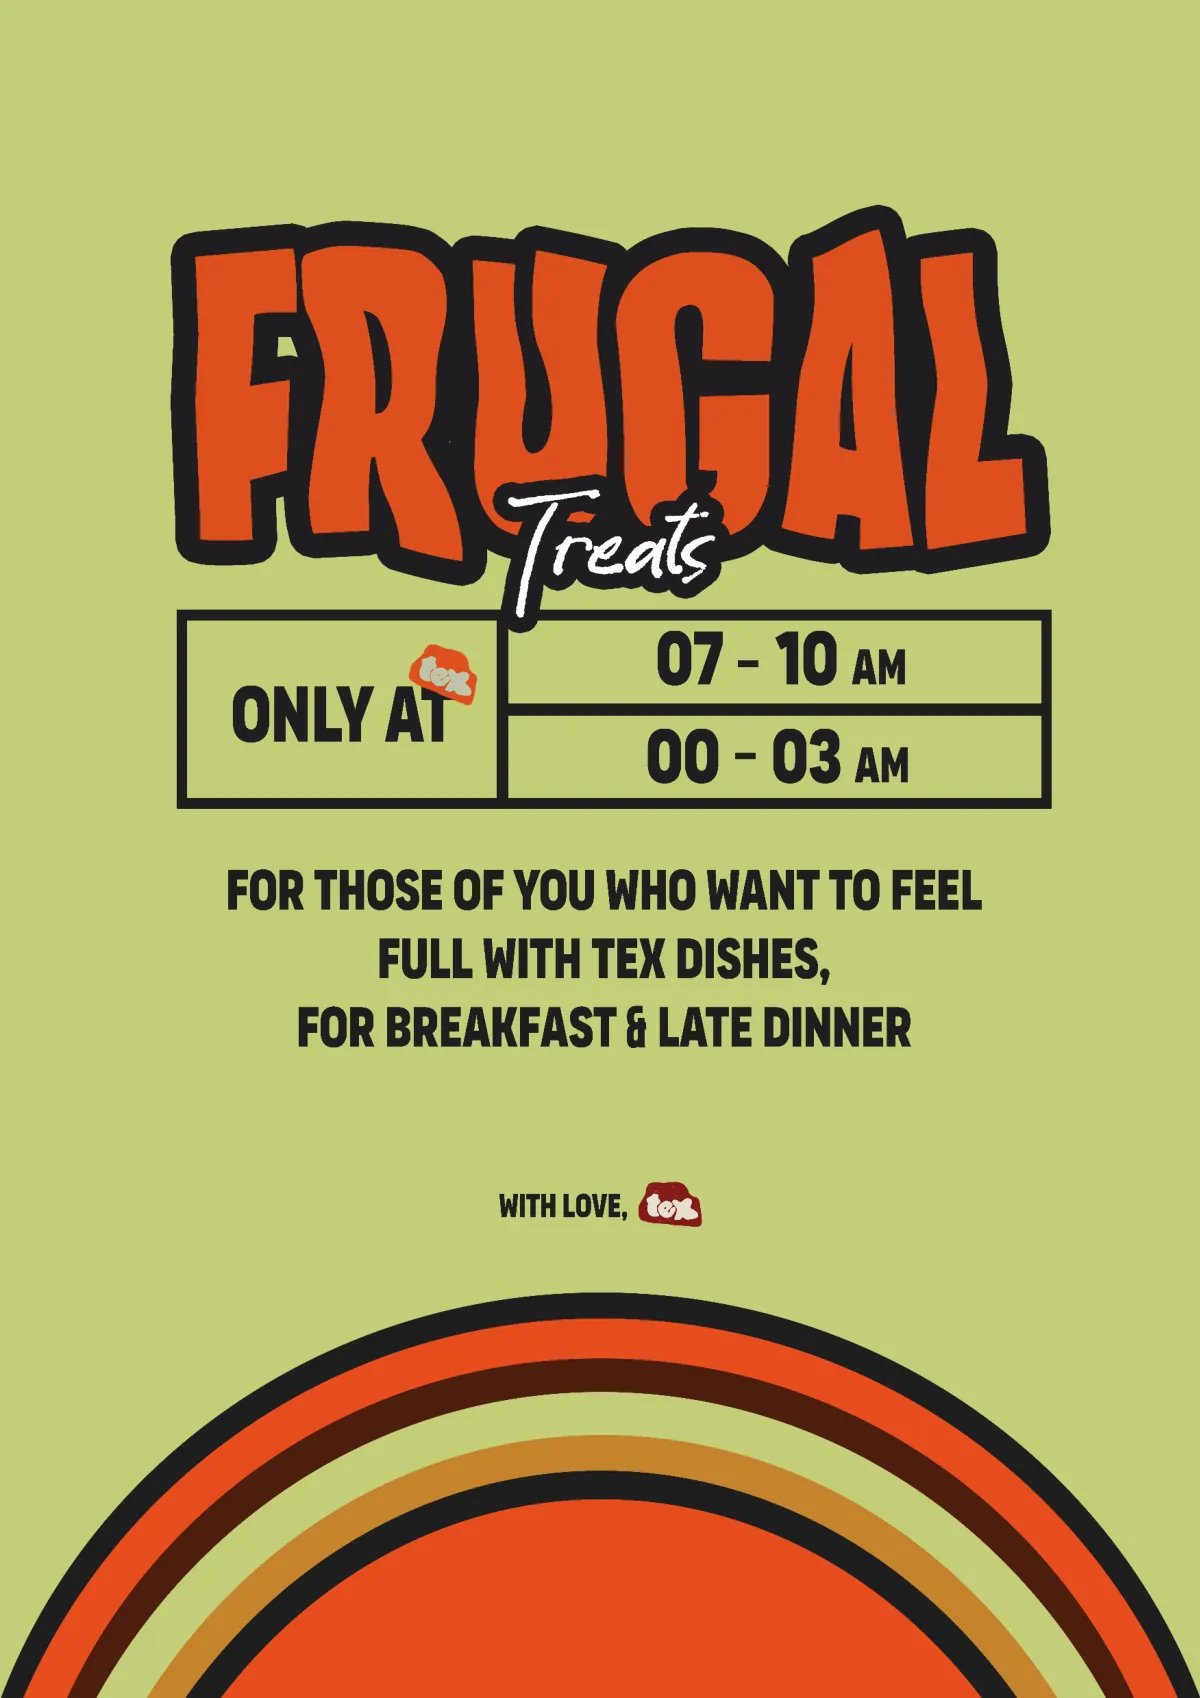 FRUGAL
Treats
ONLY AT
tex
07 - 10 AM
00 - 03 AM
FOR THOSE OF YOU WHO WANT TO FEEL
FULL WITH TEX DISHES,
FOR BREAKFAST & LATE DINNER
WITH LOVE, tex